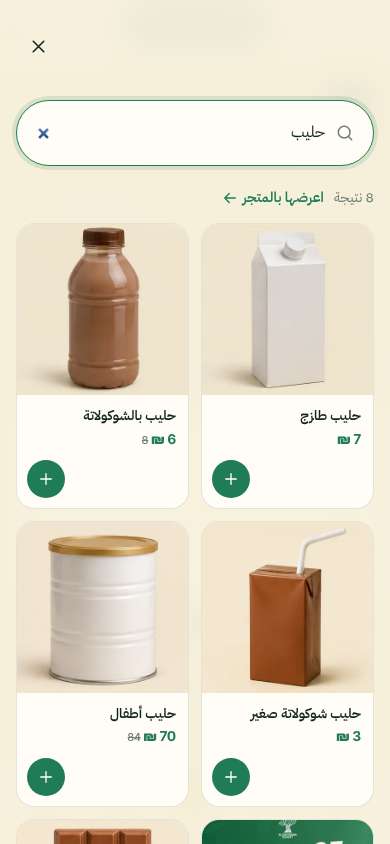 حليب
8 نتيجة اعرضها بالمتجر ←
حليب طازج
7 ₪
حليب بالشوكولاتة
6 ₪ 8
حليب شوكولاتة صغير
3 ₪
حليب أطفال
70 ₪ 84